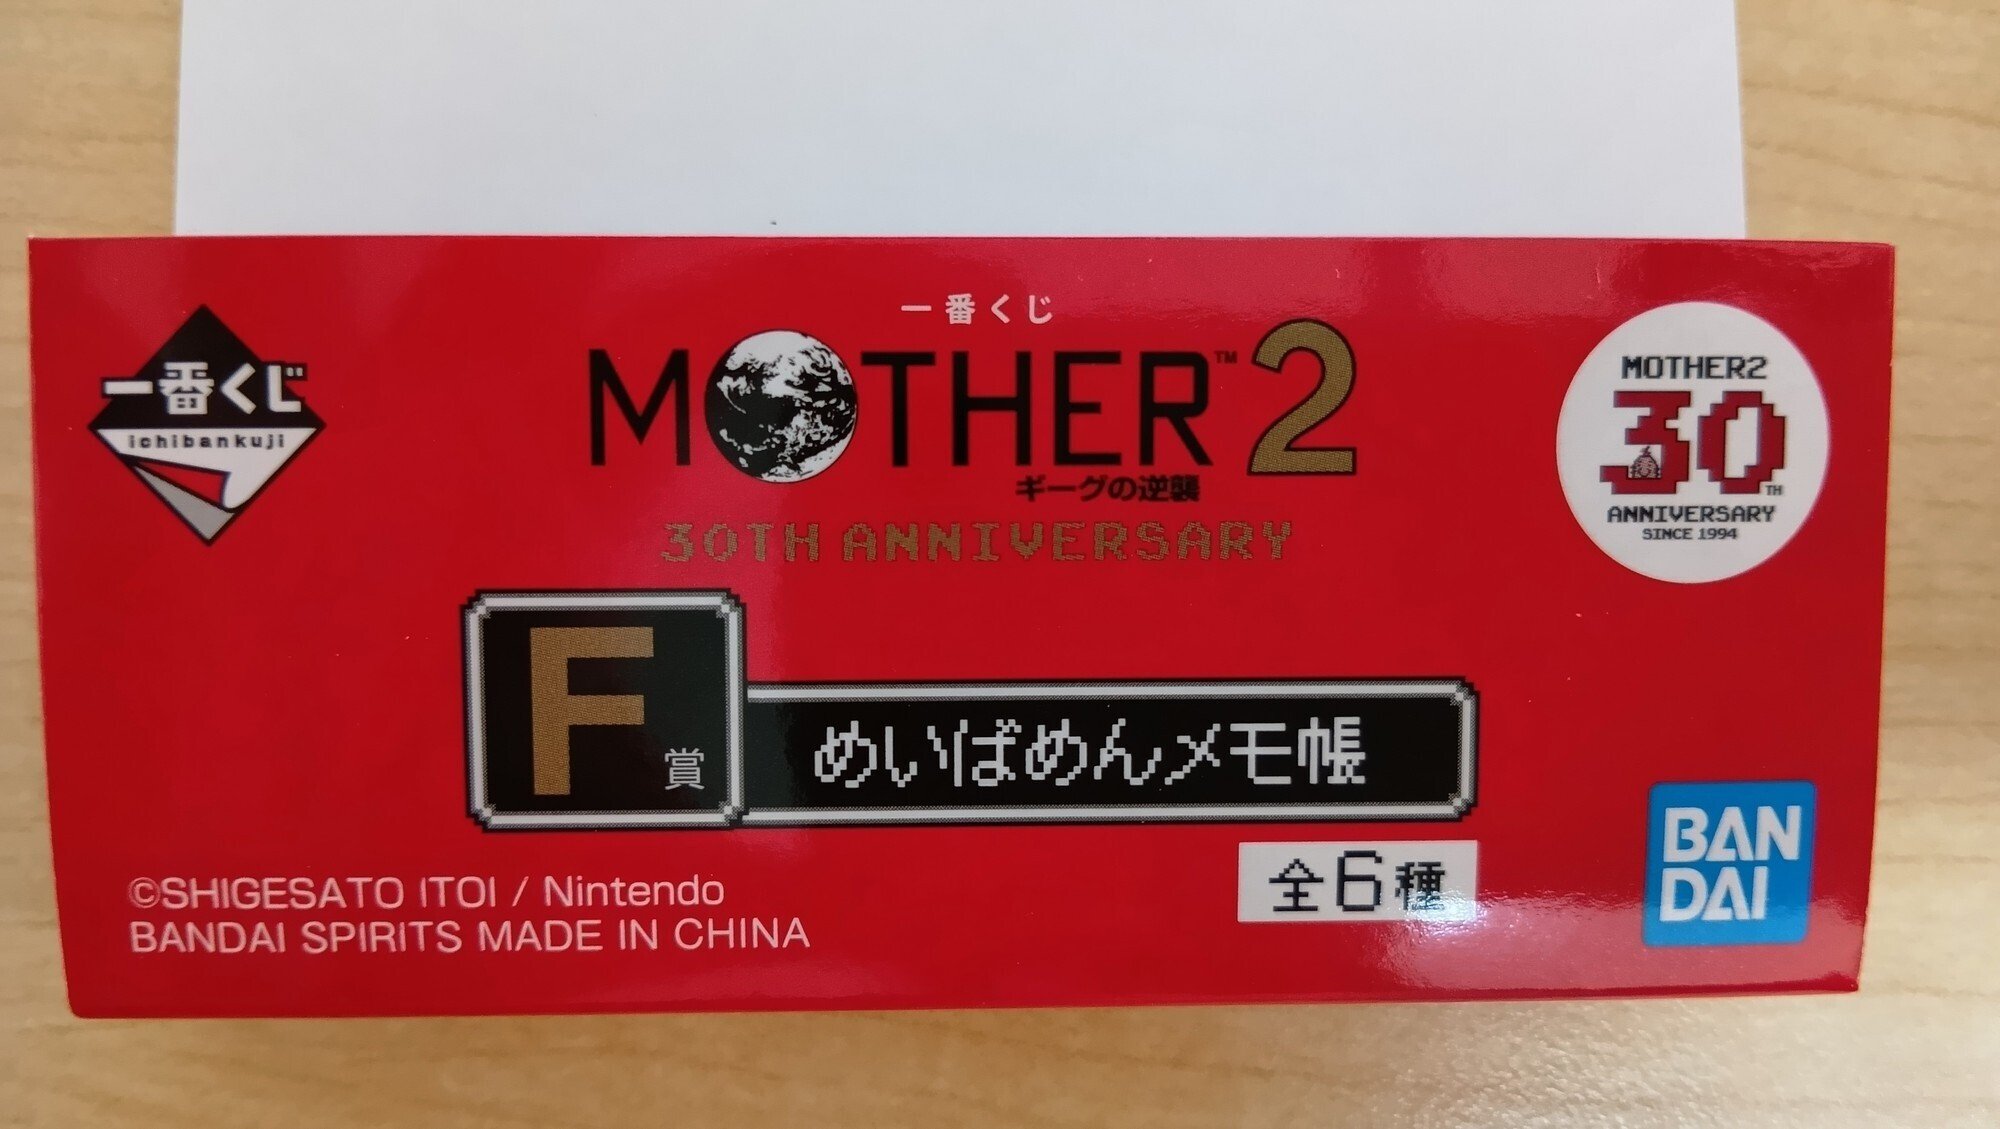 一番くじ
ichibankuji
一番くじ
MOTHER™2
ギーグの逆襲
30TH ANNIVERSARY
MOTHER2
30TH
ANNIVERSARY
SINCE 1994
F賞
めいばめんメモ帳
全6種
©SHIGESATO ITOI / Nintendo
BANDAI SPIRITS MADE IN CHINA
BAN
DAI